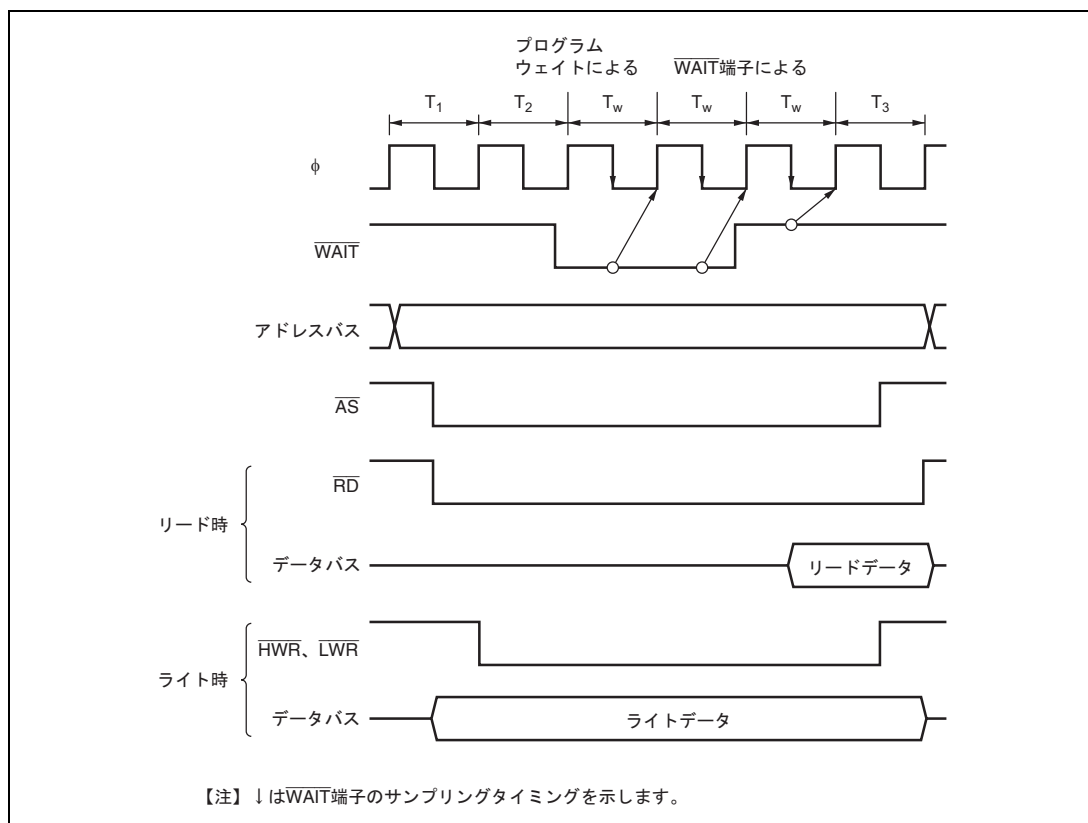 プログラム
ウェイトによる WAIT端子による
T1 T2 Tw Tw Tw T3
φ
WAIT
アドレスバス
AS
リード時
RD
データバス リードデータ
ライト時
HWR、LWR
データバス ライトデータ
【注】↓はWAIT端子のサンプリングタイミングを示します。